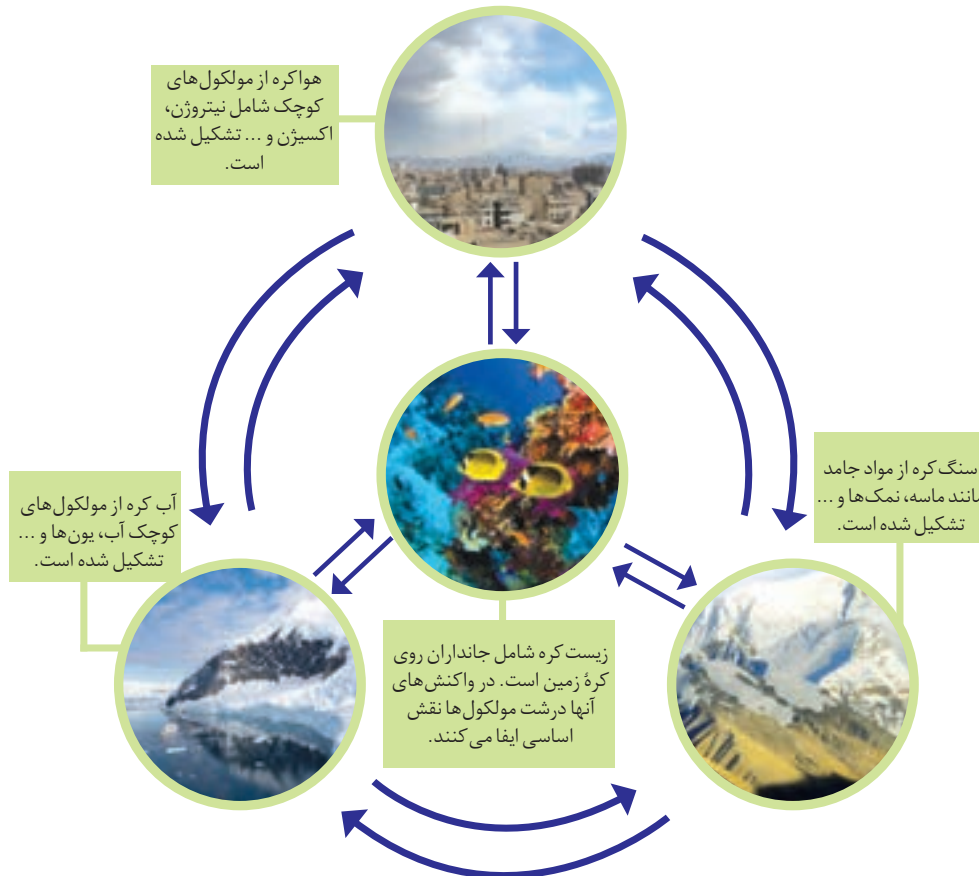 هواکره از مولکول‌های
کوچک شامل نیتروژن،
اکسیژن و ... تشکیل شده
است.
سنگ کره از مواد جامد
مانند ماسه، نمک‌ها و ...
تشکیل شده است.
آب کره از مولکول‌های
کوچک آب، یون‌ها و ...
تشکیل شده است.
زیست کره شامل جانداران روی
کرهٔ زمین است. در واکنش‌های
آنها درشت مولکول‌ها نقش
اساسی ایفا می‌کنند.